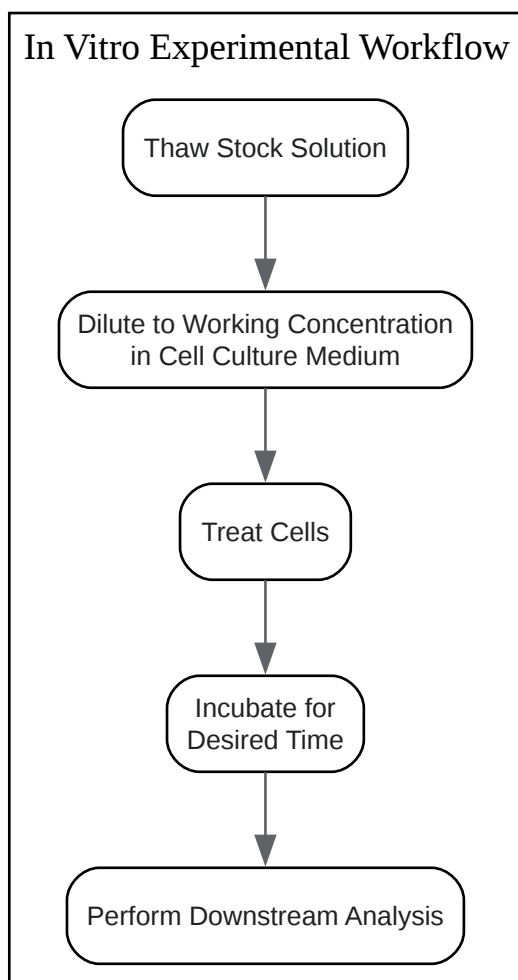 In Vitro Experimental Workflow
Thaw Stock Solution
Dilute to Working Concentration
in Cell Culture Medium
Treat Cells
Incubate for
Desired Time
Perform Downstream Analysis